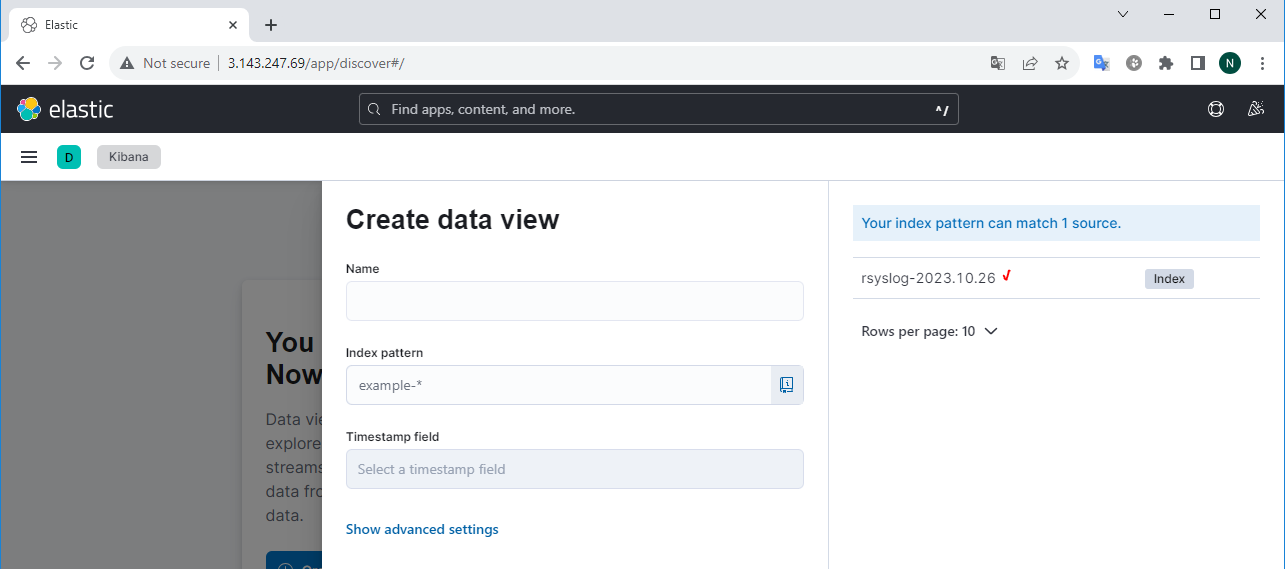 Elastic
Not secure
3.143.247.69/app/discover#/
N
elastic
Find apps, content, and more.
^/
D
Kibana
Create data view
Name
Index pattern
example-*
Timestamp field
Select a timestamp field
Show advanced settings
Your index pattern can match 1 source.
rsyslog-2023.10.26
Index
Rows per page: 10
You
Now
Data vie
explore
streams
data fro
data.